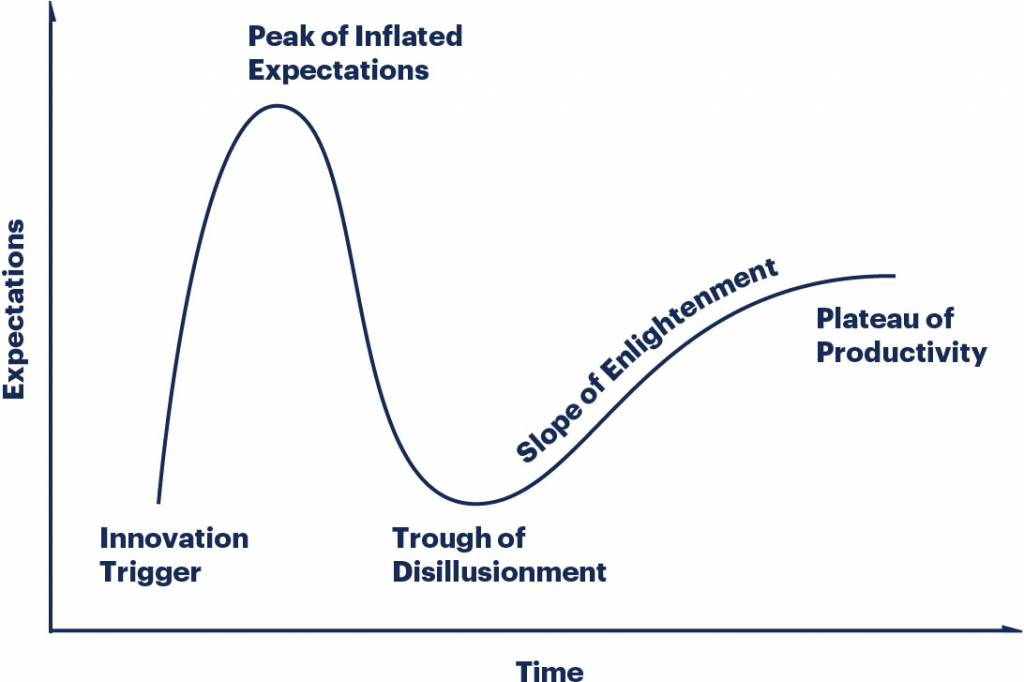 Peak of Inflated
Expectations
Expectations
Slope of Enlightenment
Plateau of
Productivity
Innovation
Trigger
Trough of
Disillusionment
Time